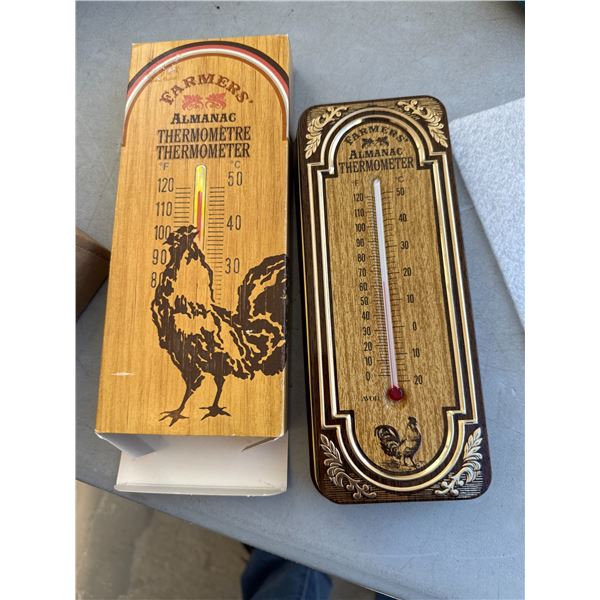 FARMERS'
ALMANAC
THERMOMÈTRE
THERMOMETER
°F °C
120 50
110
100 40
90
80 30
FARMERS'
ALMANAC
THERMOMETER
°F °C
120 50
110
100 40
90
80 30
70
60 20
50
40 10
30
20 0
10 10
0 20
AVON